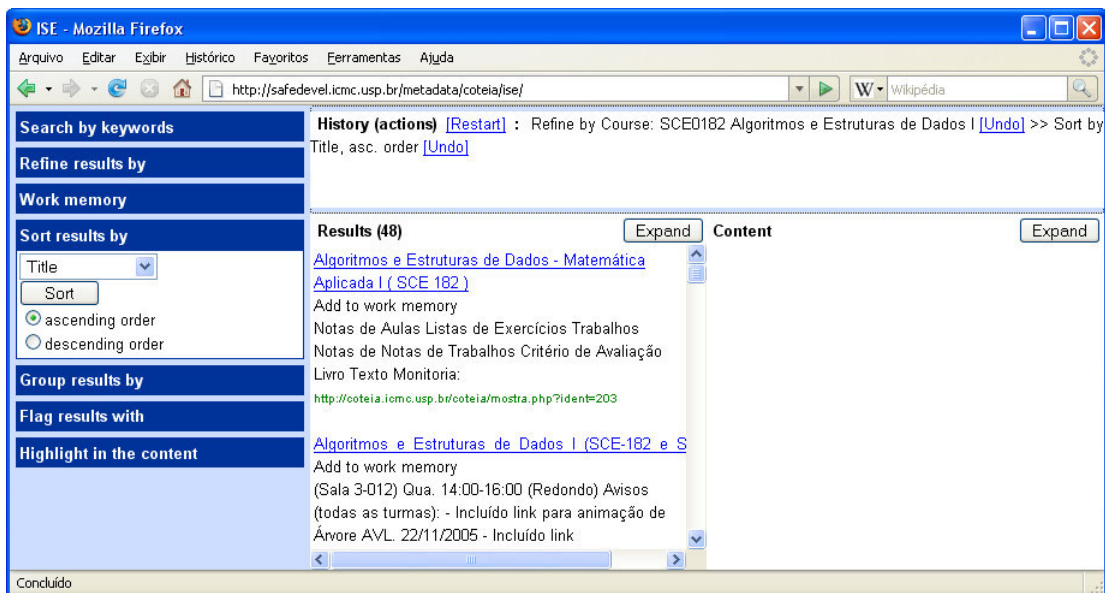 ISE - Mozilla Firefox
Arquivo Editar Exibir Histórico Favoritos Ferramentas Ajuda
http://safedevel.icmc.usp.br/metadata/coteia/ise/
W Wikipédia
Search by keywords
Refine results by
Work memory
Sort results by
Title
Sort
ascending order
descending order
Group results by
Flag results with
Highlight in the content
History (actions) [Restart] : Refine by Course: SCE0182 Algoritmos e Estruturas de Dados I [Undo] >> Sort by
Title, asc. order [Undo]
Results (48) Expand
Algoritmos e Estruturas de Dados - Matemática
Aplicada I ( SCE 182 )
Add to work memory
Notas de Aulas Listas de Exercícios Trabalhos
Notas de Notas de Trabalhos Critério de Avaliação
Livro Texto Monitoria:
http://coteia.icmc.usp.br/coteia/mostra.php?ident=203
Algoritmos e Estruturas de Dados I (SCE-182 e S
Add to work memory
(Sala 3-012) Qua. 14:00-16:00 (Redondo) Avisos
(todas as turmas): - Incluído link para animação de
Árvore AVL. 22/11/2005 - Incluído link
Content Expand
Concluído